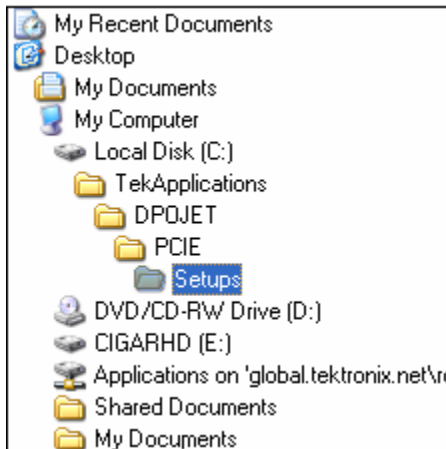 My Recent Documents
Desktop
My Documents
My Computer
Local Disk (C:)
TekApplications
DPOJET
PCIE
Setups
DVD/CD-RW Drive (D:)
CIGARHD (E:)
Applications on 'global.tektronix.net\r
Shared Documents
My Documents